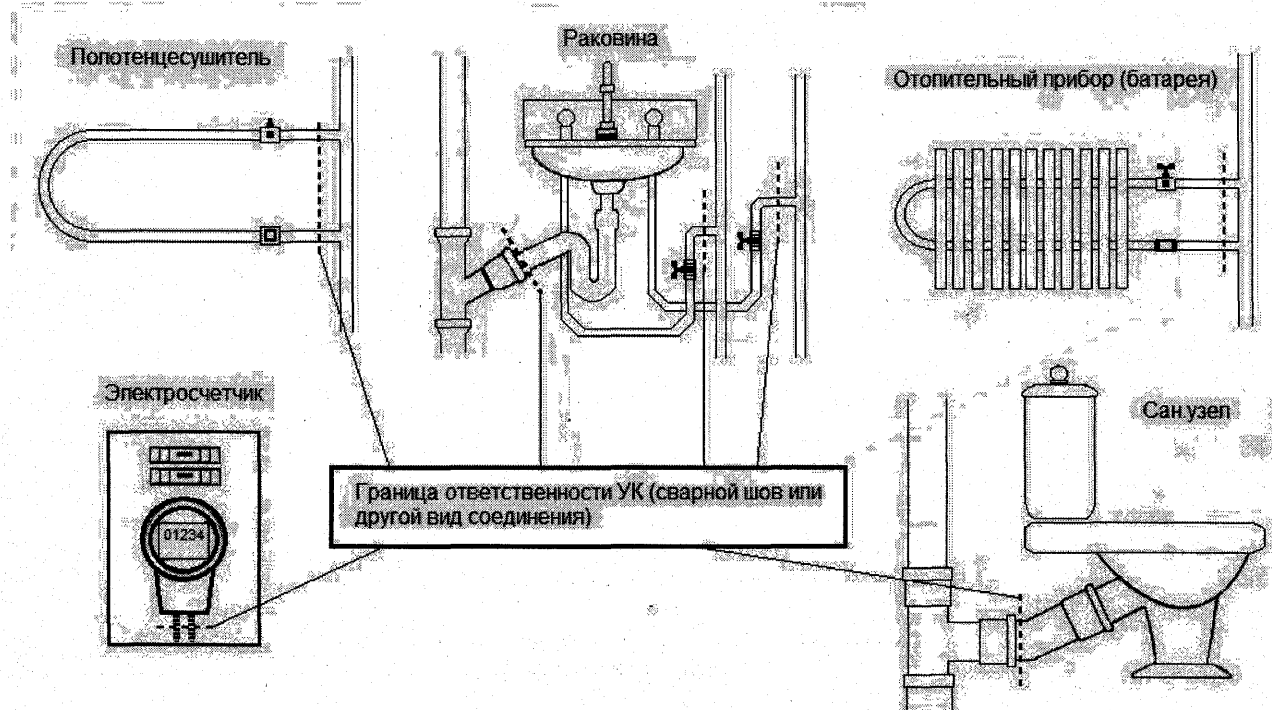 Полотенцесушитель
Раковина
Отопительный прибор (батарея)
Электросчетчик
01234
Граница ответственности УК (сварной шов или
другой вид соединения)
Сан узел